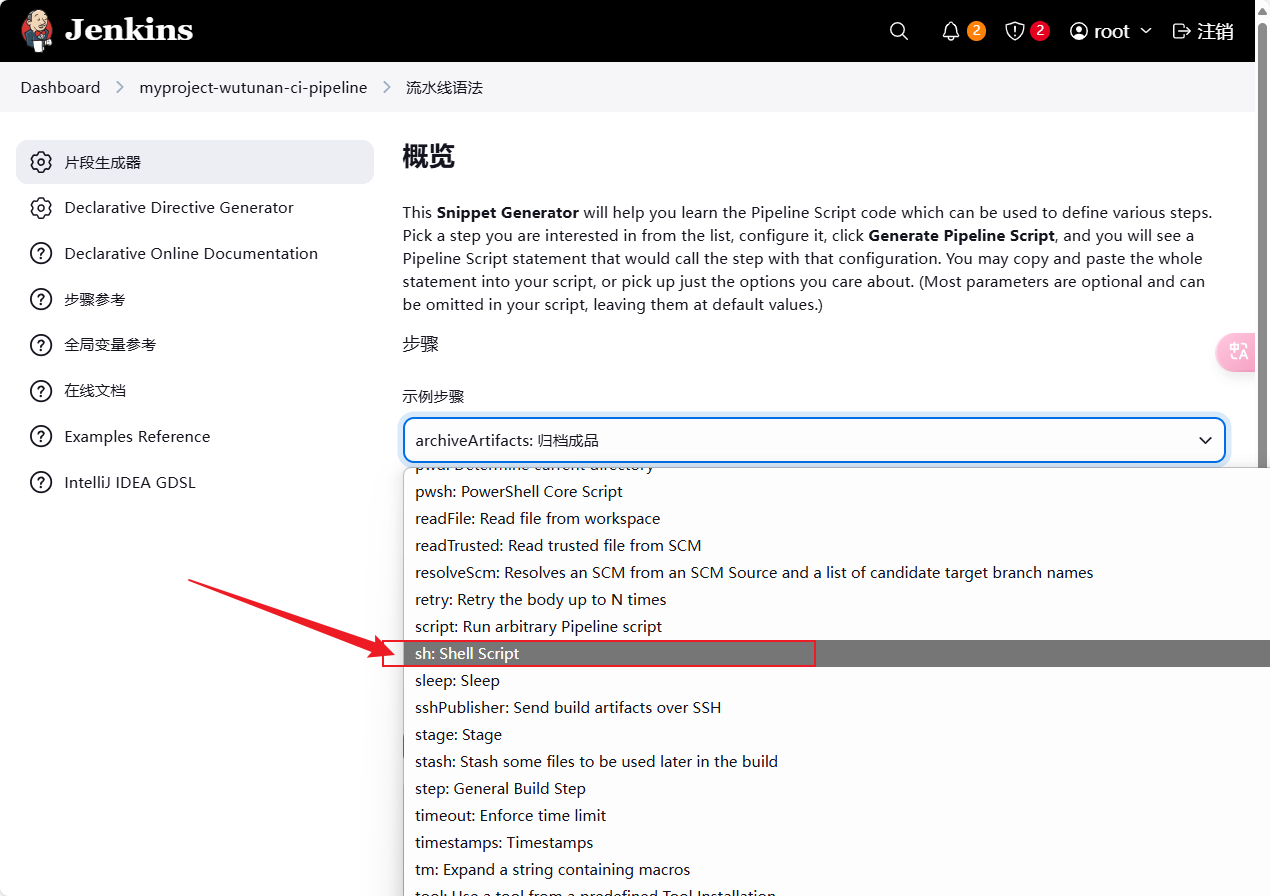 Jenkins
2
2
root
注销
Dashboard
myproject-wutunan-ci-pipeline
流水线语法
片段生成器
Declarative Directive Generator
Declarative Online Documentation
步骤参考
全局变量参考
在线文档
Examples Reference
IntelliJ IDEA GDSL
概览
This Snippet Generator will help you learn the Pipeline Script code which can be used to define various steps.
Pick a step you are interested in from the list, configure it, click Generate Pipeline Script, and you will see a
Pipeline Script statement that would call the step with that configuration. You may copy and paste the whole
statement into your script, or pick up just the options you care about. (Most parameters are optional and can
be omitted in your script, leaving them at default values.)
步骤
示例步骤
archiveArtifacts: 归档成品
pwd: Determine current directory
pwsh: PowerShell Core Script
readFile: Read file from workspace
readTrusted: Read trusted file from SCM
resolveScm: Resolves an SCM from an SCM Source and a list of candidate target branch names
retry: Retry the body up to N times
script: Run arbitrary Pipeline script
sh: Shell Script
sleep: Sleep
sshPublisher: Send build artifacts over SSH
stage: Stage
stash: Stash some files to be used later in the build
step: General Build Step
timeout: Enforce time limit
timestamps: Timestamps
tm: Expand a string containing macros
tool: Use a tool from a predefined Tool Installation